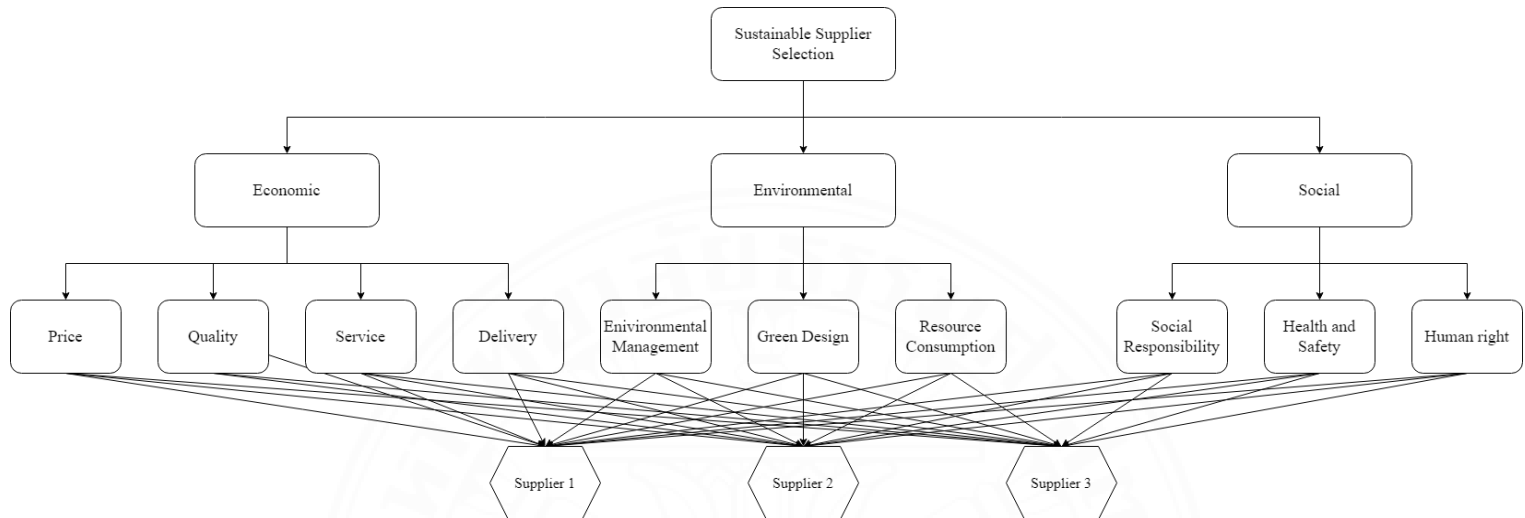 Sustainable Supplier
Selection
Economic
Environmental
Social
Price
Quality
Service
Delivery
Enivironmental
Management
Green Design
Resource
Consumption
Social
Responsibility
Health and
Safety
Human right
Supplier 1
Supplier 2
Supplier 3